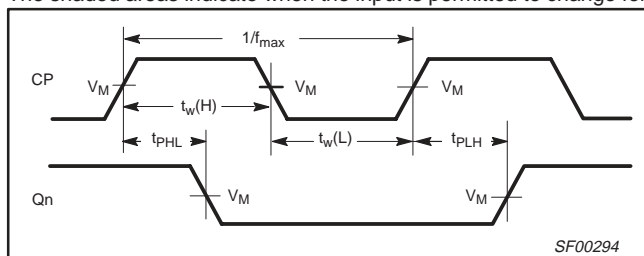 The shaded areas indicate when the input is permitted to change for
1/fmax
CP
VM
VM
VM
tw(H)
tPHL
tw(L)
tPLH
Qn
VM
VM
SF00294